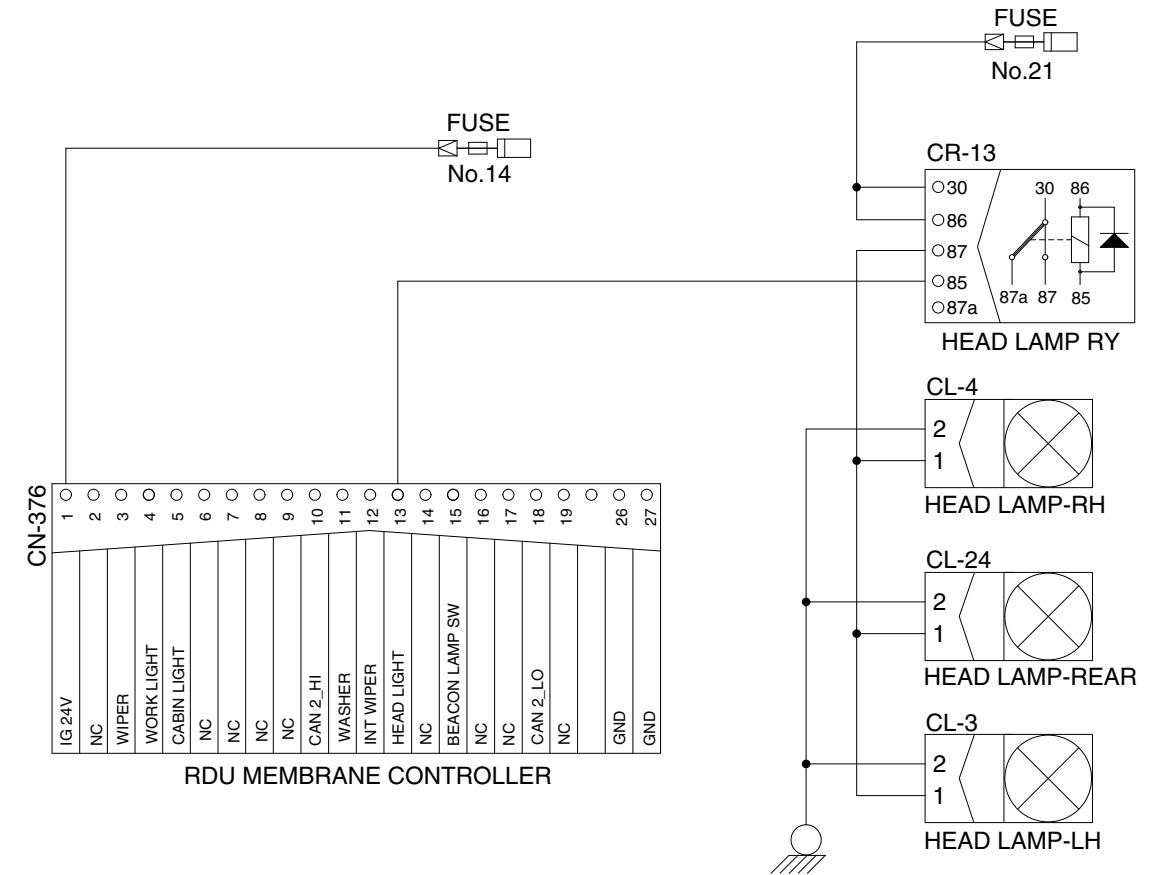 FUSE
No.21
FUSE
No.14
CR-13
30
86
87
85
87a
30 86
87a 87 85
HEAD LAMP RY
CL-4
2
1
HEAD LAMP-RH
CL-24
2
1
HEAD LAMP-REAR
CL-3
2
1
HEAD LAMP-LH
CN-376
1 2 3 4 5 6 7 8 9 10 11 12 13 14 15 16 17 18 19 26 27
IG 24V
NC
WIPER
WORK LIGHT
CABIN LIGHT
NC
NC
NC
NC
CAN 2_HI
WASHER
INT WIPER
HEAD LIGHT
NC
BEACON LAMP SW
NC
NC
CAN 2_LO
NC
GND
GND
RDU MEMBRANE CONTROLLER